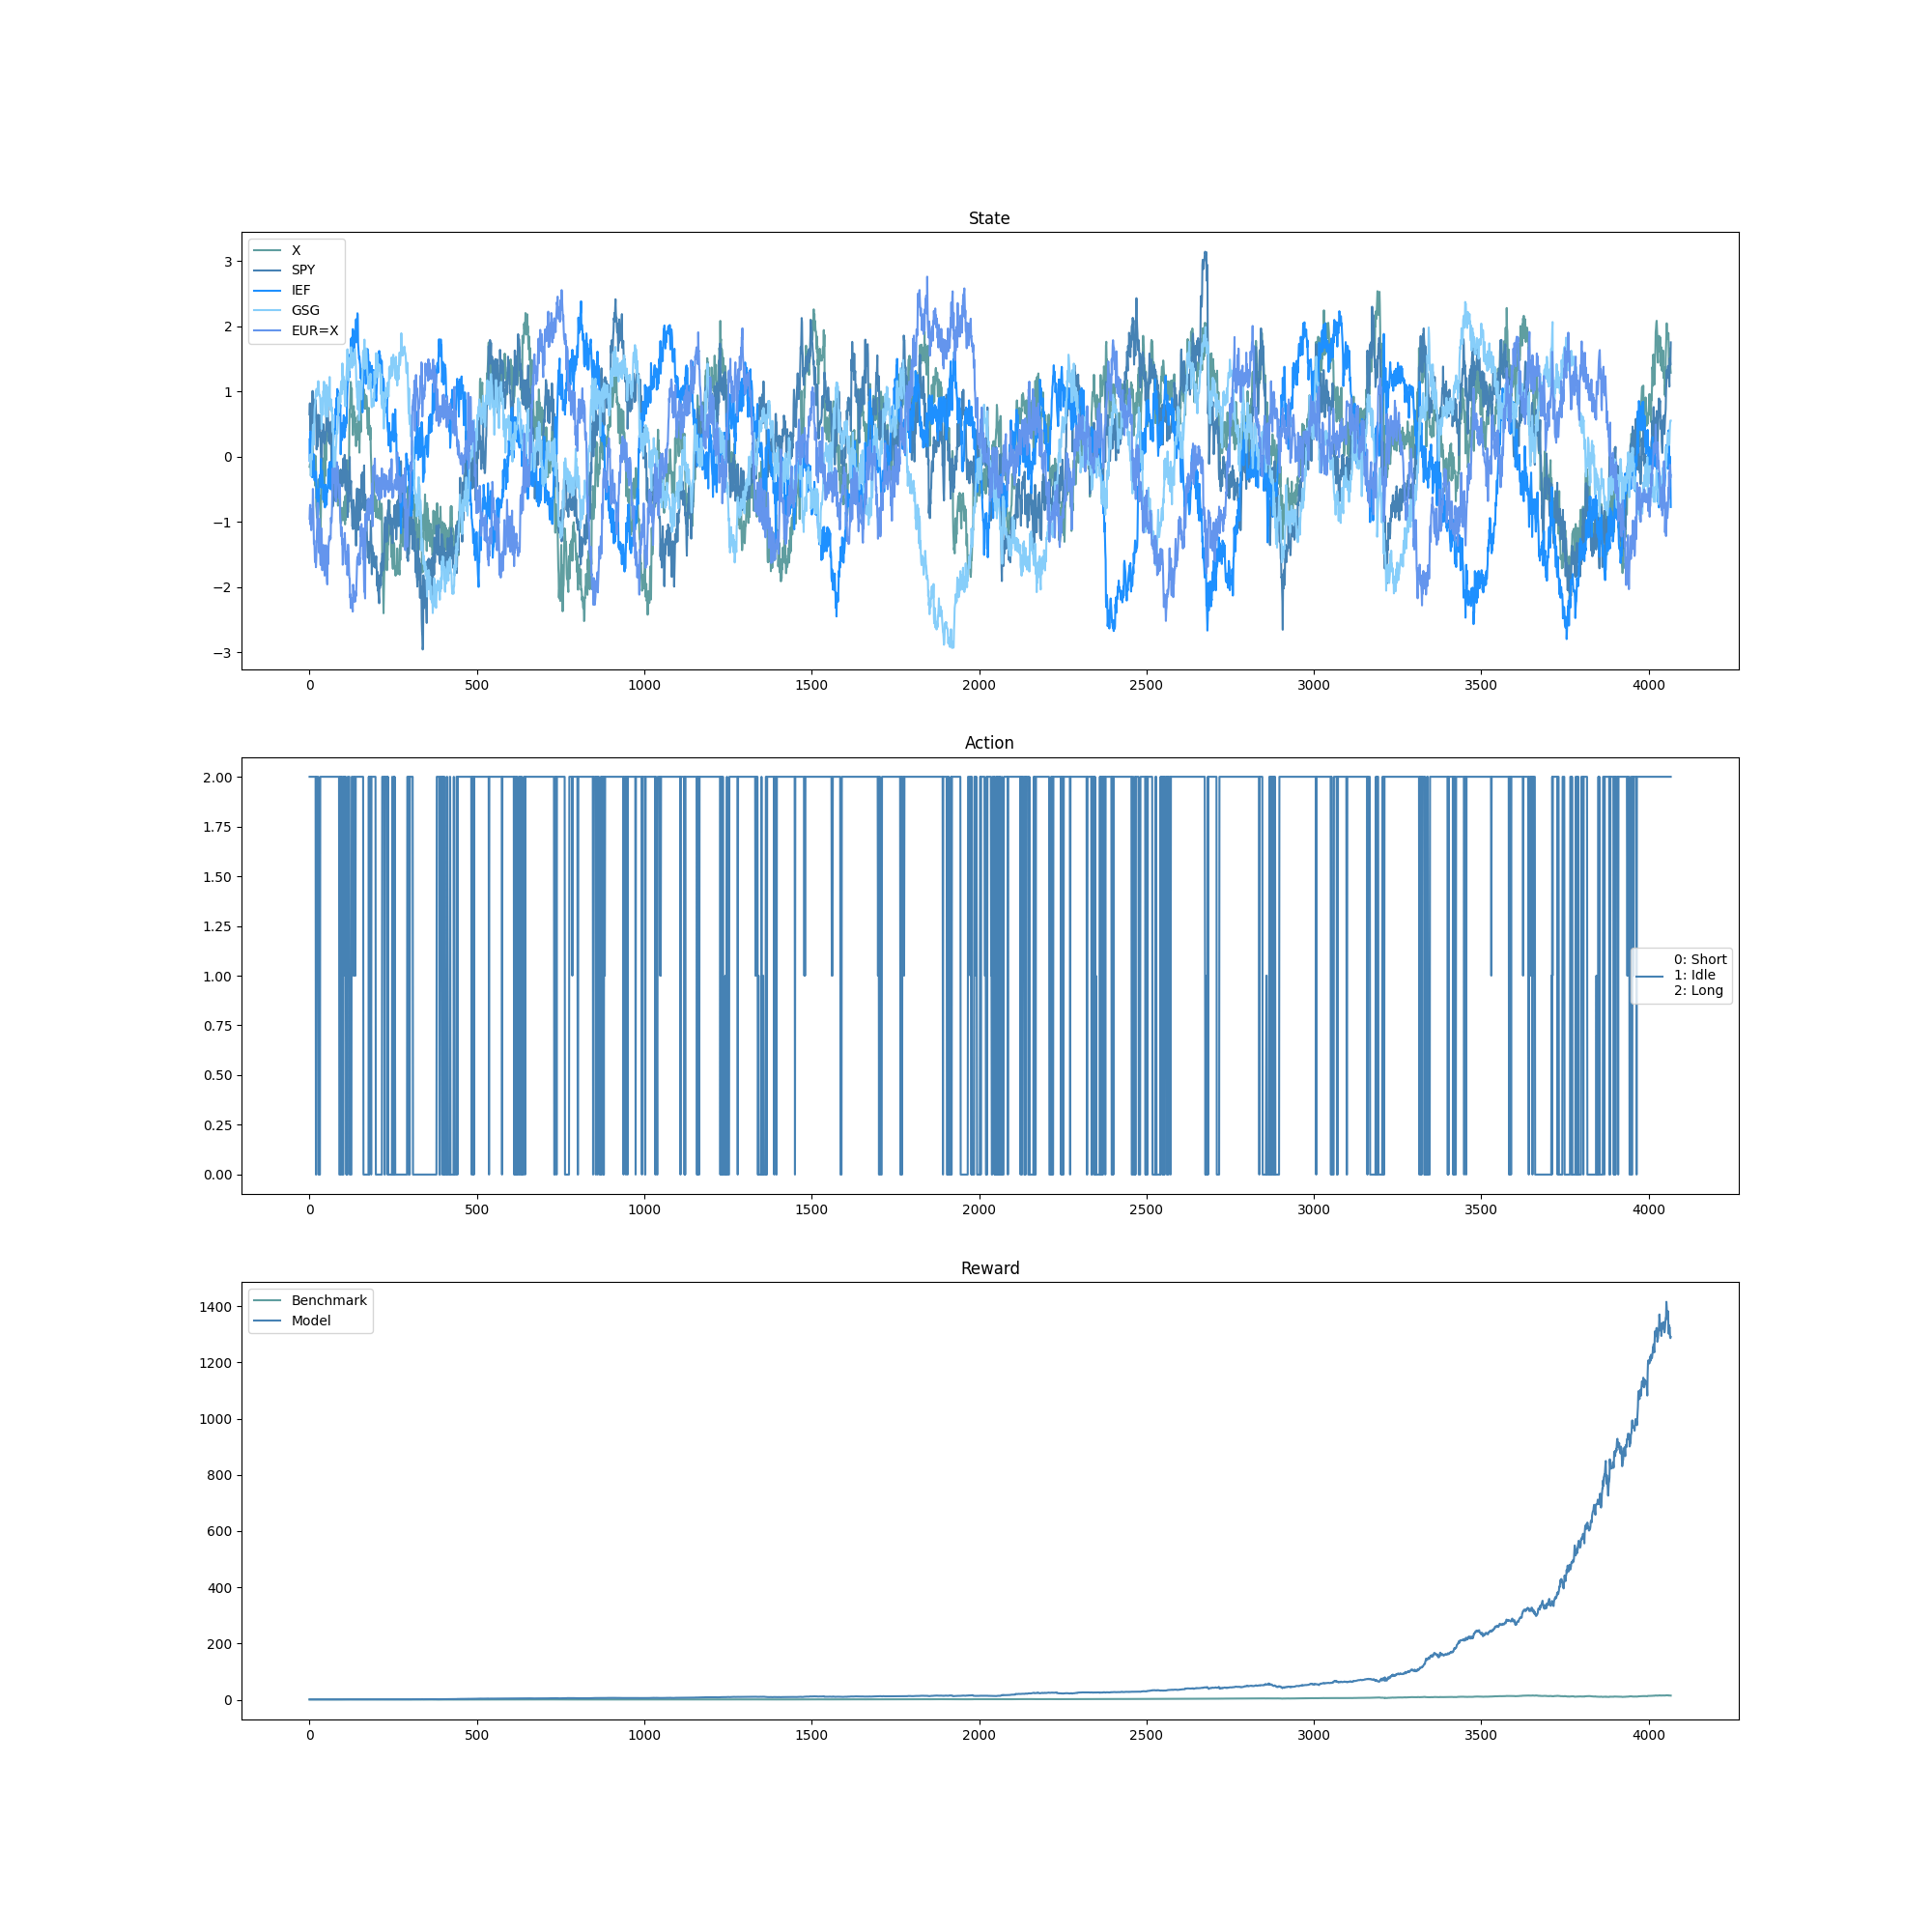 State
3
2
1
0
−1
−2
−3
X
SPY
IEF
GSG
EUR=X
0 500 1000 1500 2000 2500 3000 3500 4000
Action
2.00
1.75
1.50
1.25
1.00
0.75
0.50
0.25
0.00
0: Short
1: Idle
2: Long
0 500 1000 1500 2000 2500 3000 3500 4000
Reward
1400
1200
1000
800
600
400
200
0
Benchmark
Model
0 500 1000 1500 2000 2500 3000 3500 4000